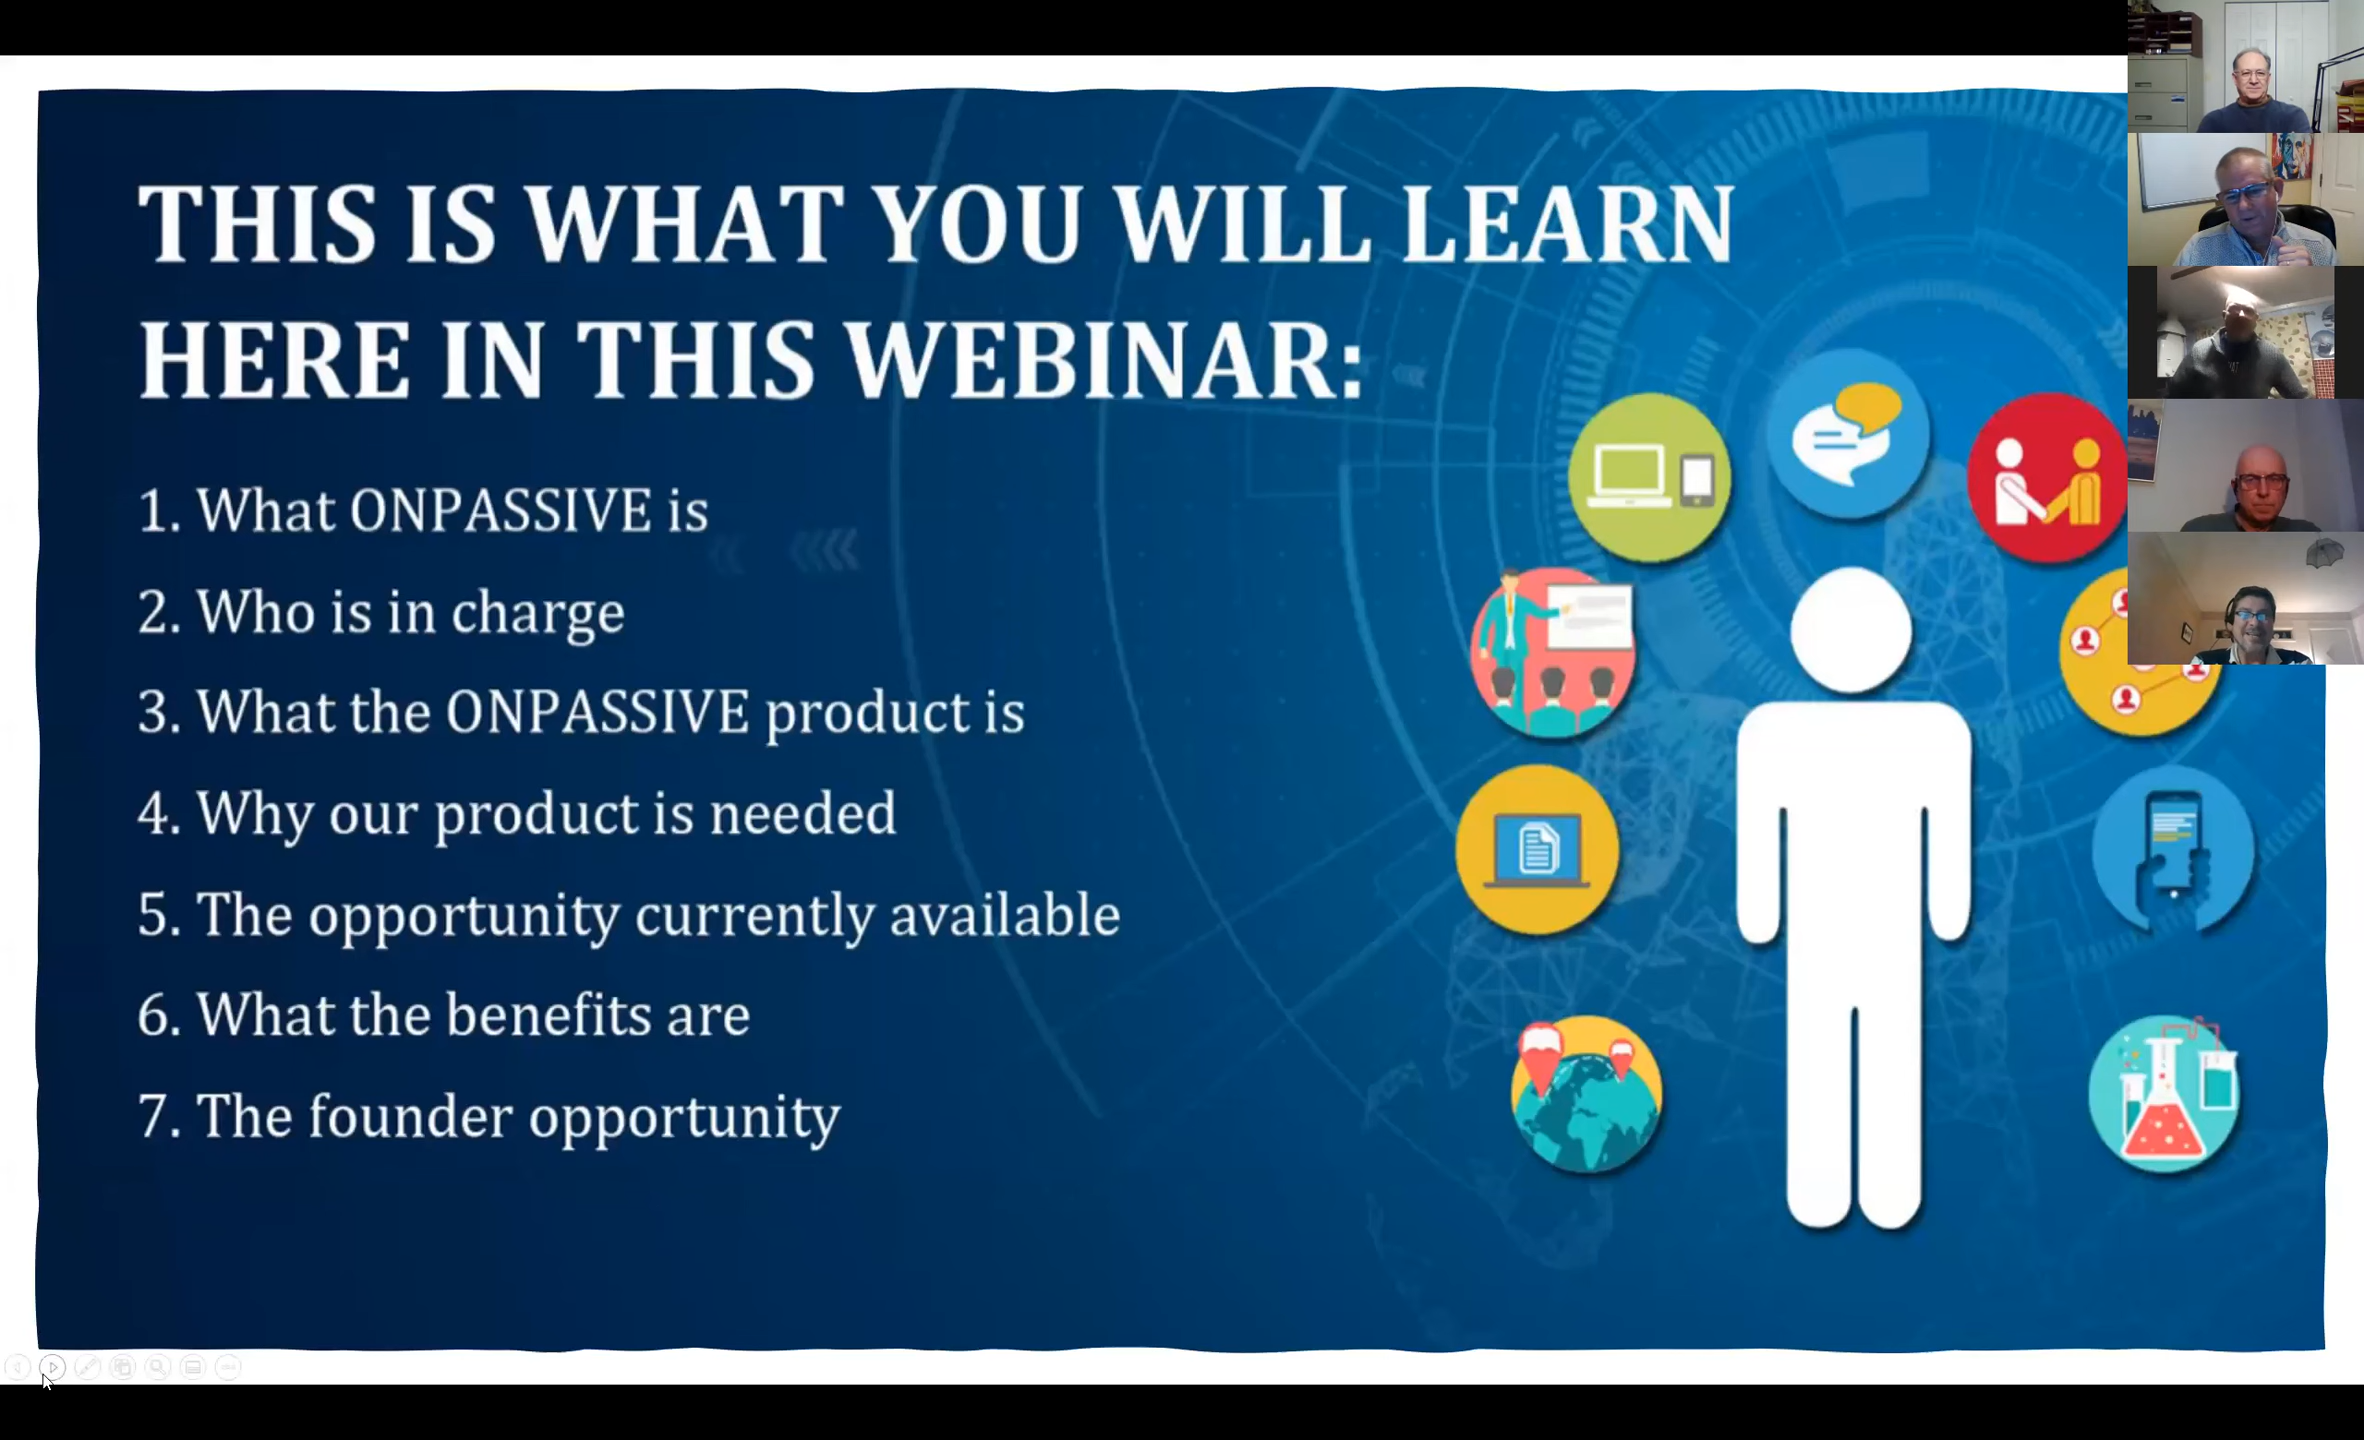 THIS IS WHAT YOU WILL LEARN
HERE IN THIS WEBINAR:
1. What ONPASSIVE is
2. Who is in charge
3. What the ONPASSIVE product is
4. Why our product is needed
5. The opportunity currently available
6. What the benefits are
7. The founder opportunity